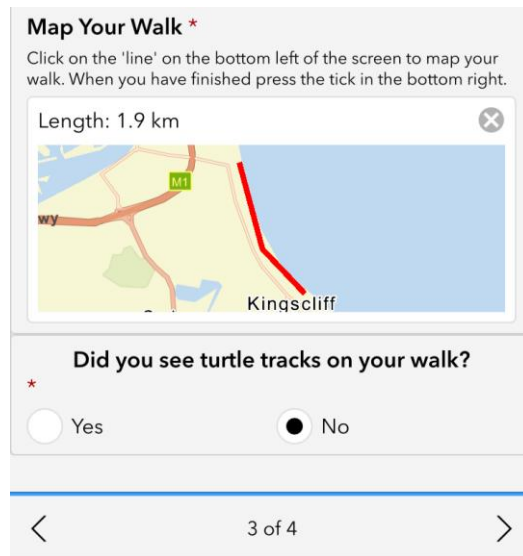 Map Your Walk *
Click on the 'line' on the bottom left of the screen to map your
walk. When you have finished press the tick in the bottom right.
Length: 1.9 km
M1
wy
Kingscliff
Did you see turtle tracks on your walk?
*
Yes
No
3 of 4